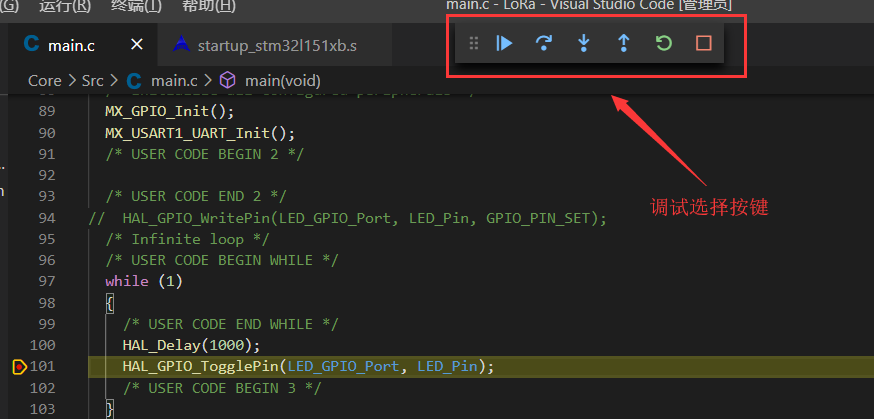 (G) 运行(R) 终端(T) 帮助(H) main.c - LoRa - Visual Studio Code [管理员]
C main.c × startup_stm32l151xb.s
Core > Src > C main.c > main(void)
89 MX_GPIO_Init();
90 MX_USART1_UART_Init();
91 /* USER CODE BEGIN 2 */
92
93 /* USER CODE END 2 */
94 // HAL_GPIO_WritePin(LED_GPIO_Port, LED_Pin, GPIO_PIN_SET);
调试选择按键
95 /* Infinite loop */
96 /* USER CODE BEGIN WHILE */
97 while (1)
98 {
99 /* USER CODE END WHILE */
100 HAL_Delay(1000);
101 HAL_GPIO_TogglePin(LED_GPIO_Port, LED_Pin);
102 /* USER CODE BEGIN 3 */
103 }